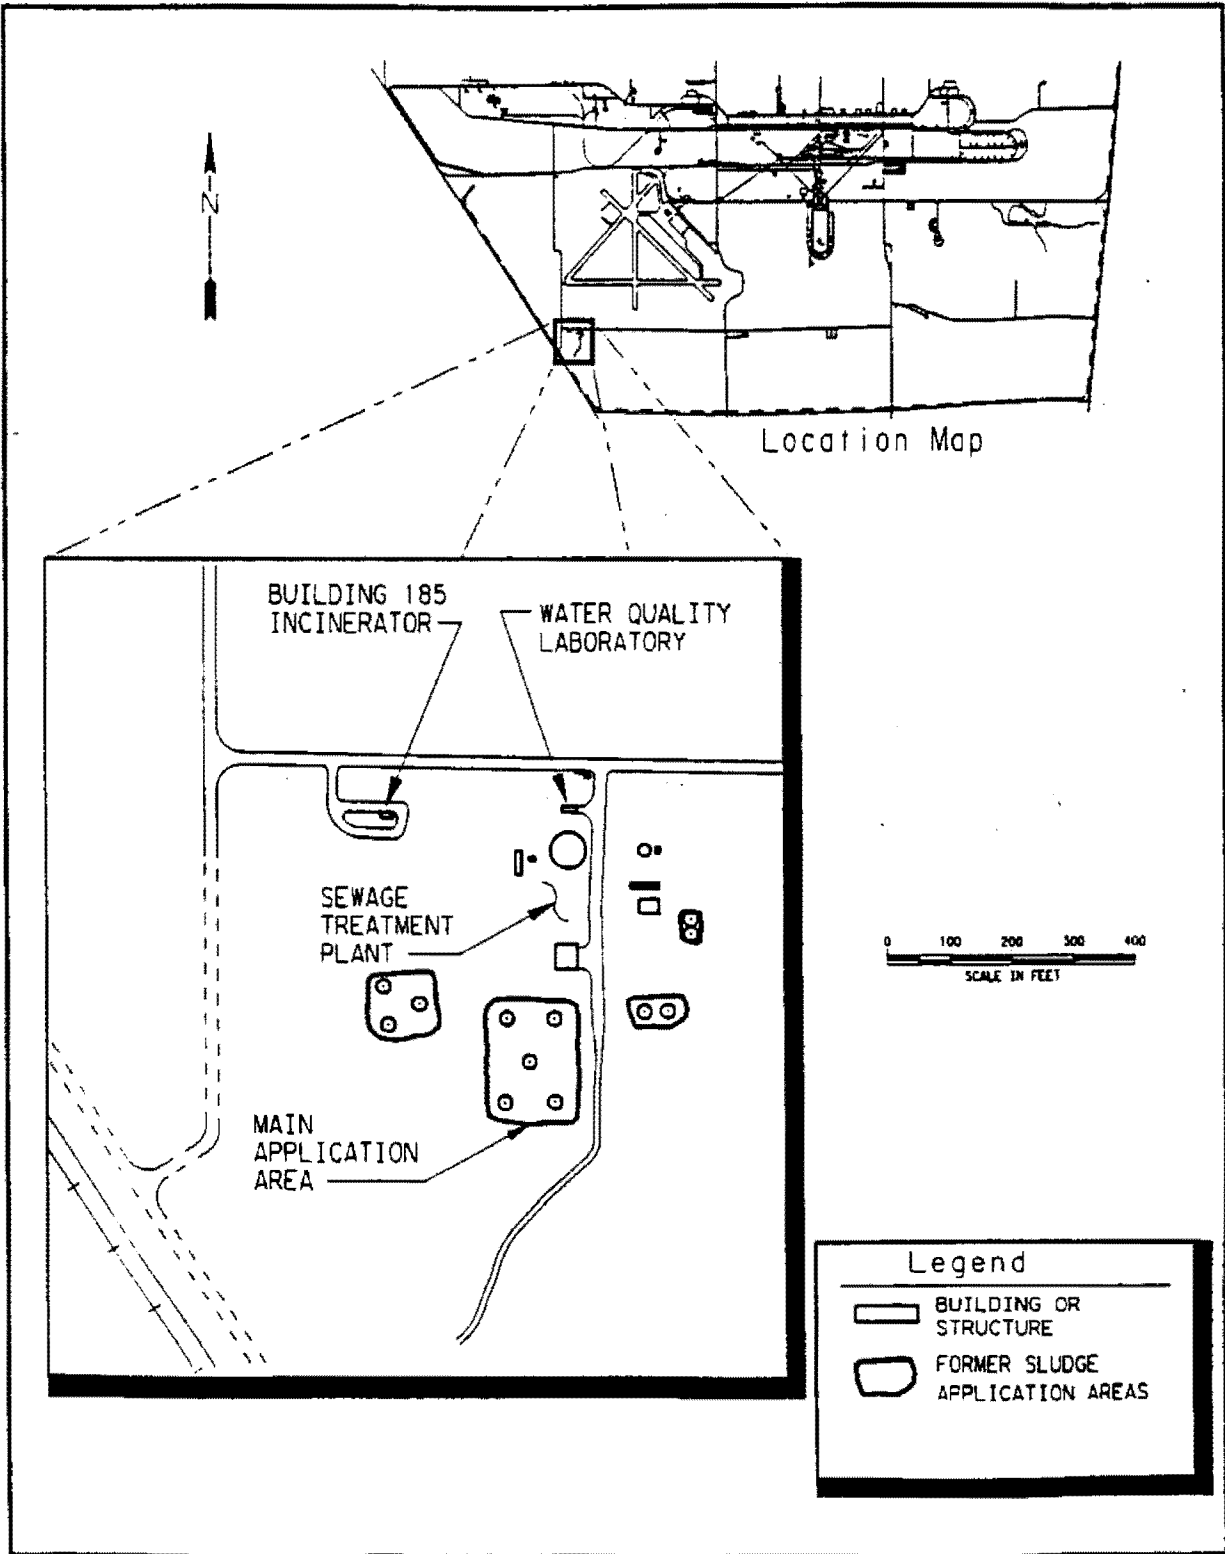 N
Location Map
BUILDING 185
INCINERATOR
WATER QUALITY
LABORATORY
SEWAGE
TREATMENT
PLANT
0 100 200 300 400
SCALE IN FEET
MAIN
APPLICATION
AREA
Legend
BUILDING OR
STRUCTURE
FORMER SLUDGE
APPLICATION AREAS